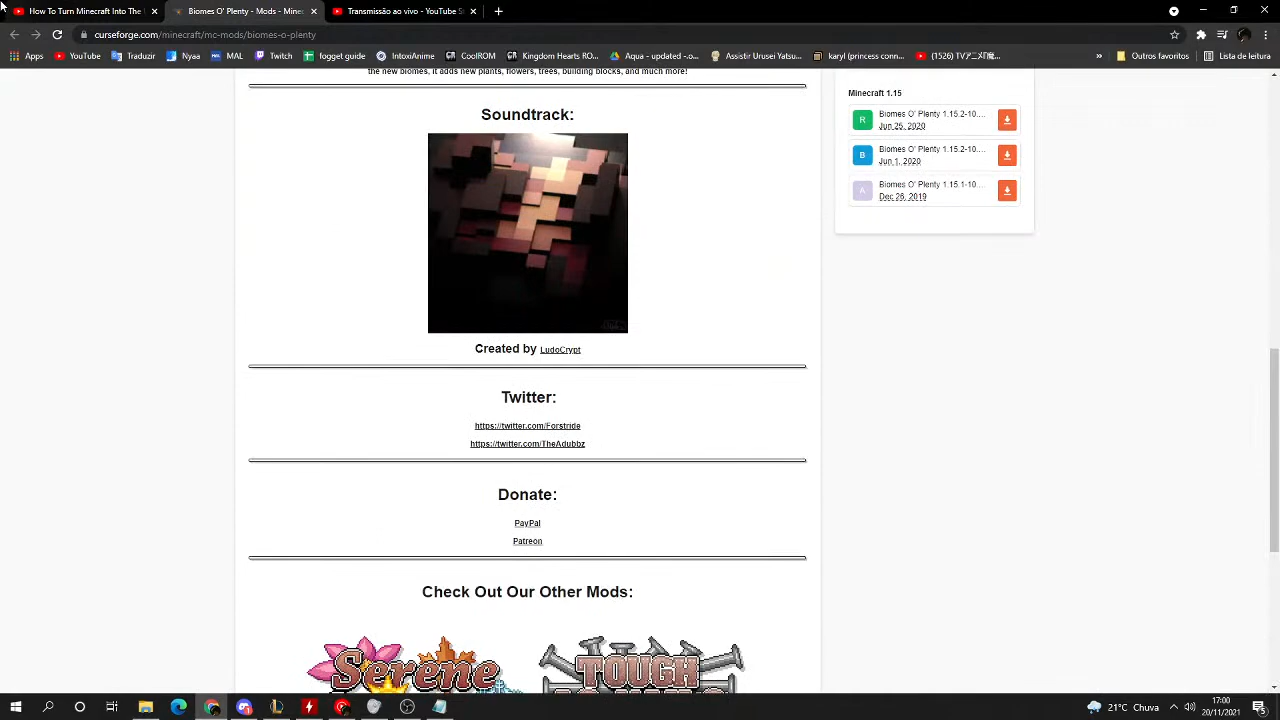 How To Turn Minecraft Into The
Biomes O' Plenty - Mods - Minec
Transmissão ao vivo - YouTube St
curseforge.com/minecraft/mc-mods/biomes-o-plenty
Apps
YouTube
Traduzir
MAL
Twitch
fogget guide
IntoxiAnime
CoolROM
Kingdom Hearts RO...
Aqua - updated -...
Assistir Urusei Yatsu...
karyl (princess conn...
Outros favoritos
Lista de leitura
the new biomes, it adds new plants, flowers, trees, building blocks, and much more!
Soundtrack:
Created by LudoCrypt
Twitter:
https://twitter.com/Forstride
https://twitter.com/TheAdubbz
Donate:
PayPal
Patreon
Check Out Our Other Mods:
Serene
TOUGH
Minecraft 1.15
R
Biomes O' Plenty 1.15.2-10....
Jun 25, 2020
B
Biomes O' Plenty 1.15.2-10....
Jun 1, 2020
A
Biomes O' Plenty 1.15.1-10....
Dec 26, 2019
21°C Chuva
17:00
20/11/2021